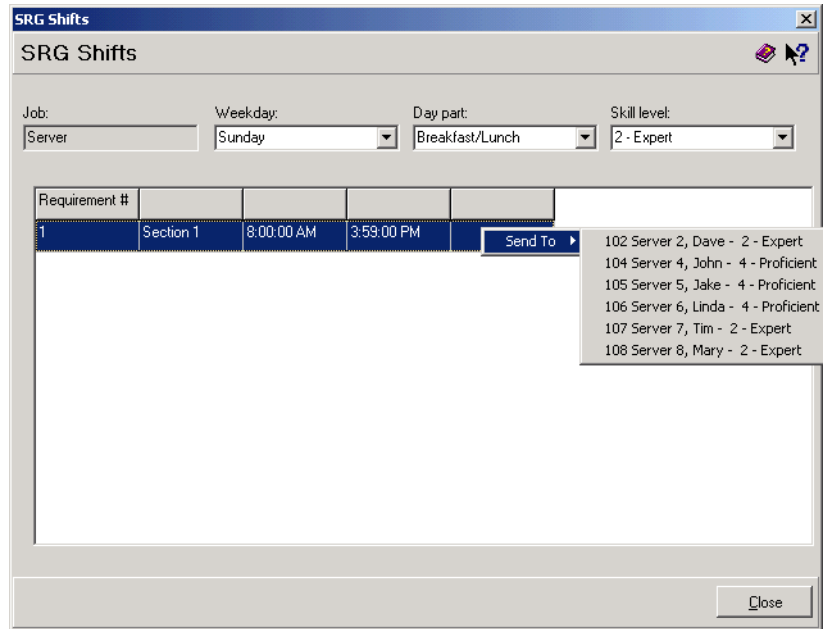 SRG Shifts
SRG Shifts
Job: Weekday: Day part: Skill level:
Server Sunday Breakfast/Lunch 2 - Expert
Requirement #
1 Section 1 8:00:00 AM 3:59:00 PM Send To
102 Server 2, Dave - 2 - Expert
104 Server 4, John - 4 - Proficient
105 Server 5, Jake - 4 - Proficient
106 Server 6, Linda - 4 - Proficient
107 Server 7, Tim - 2 - Expert
108 Server 8, Mary - 2 - Expert
Close